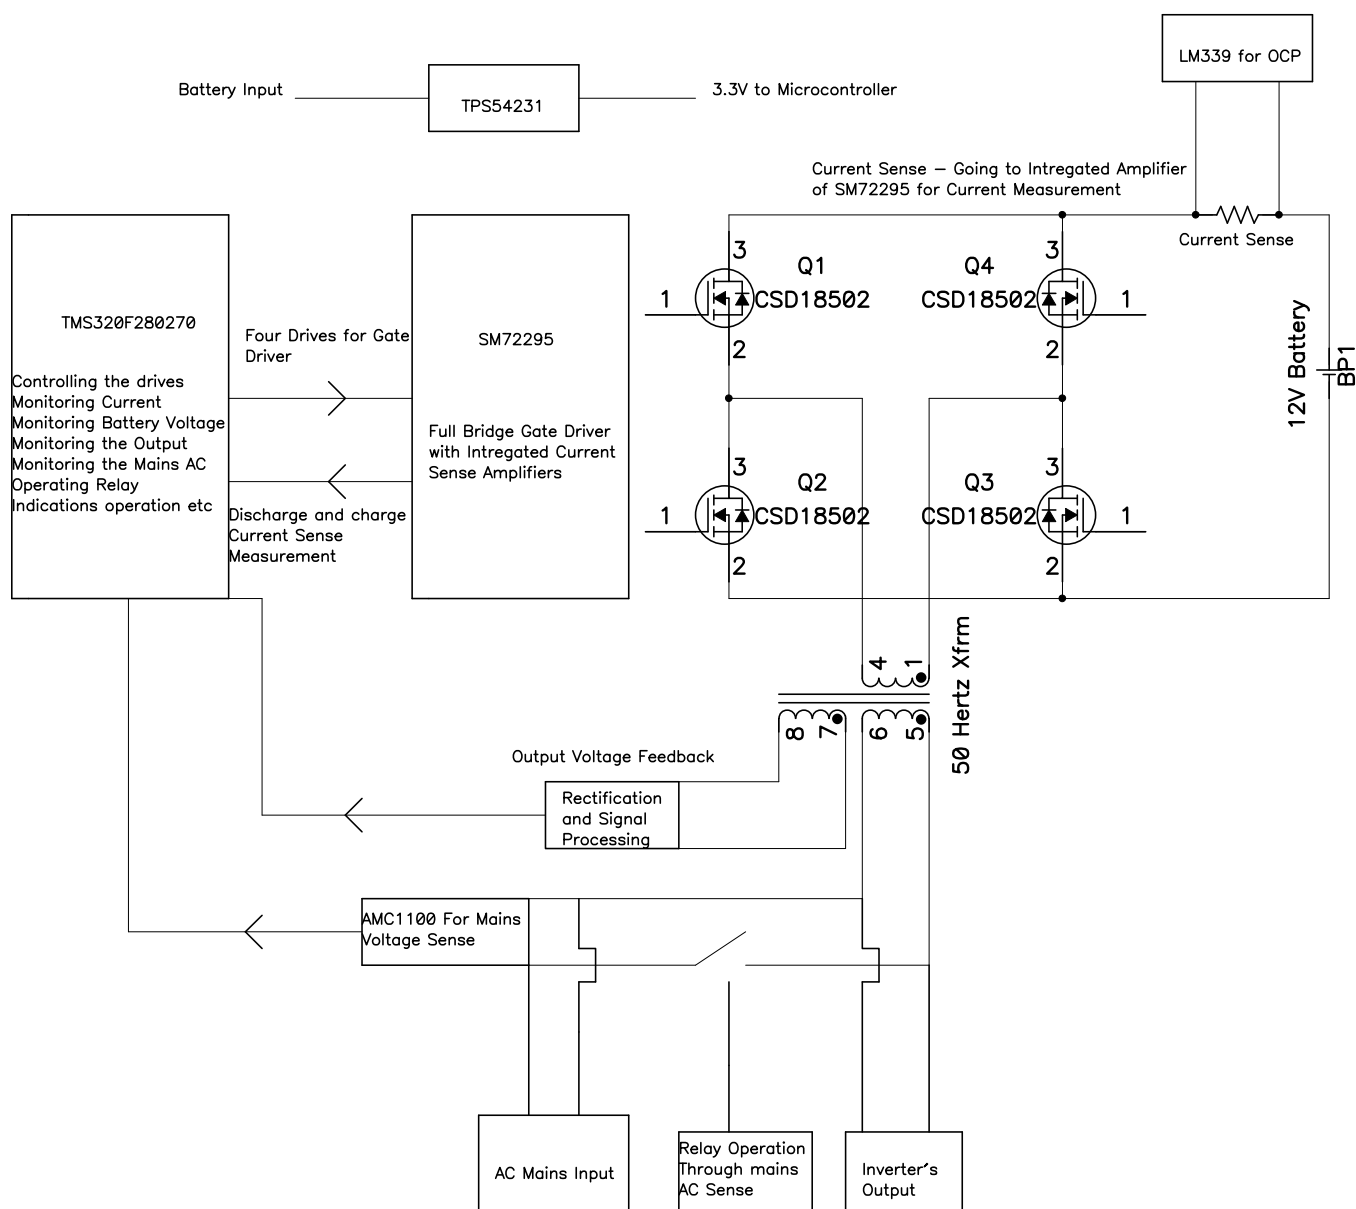 LM339 for OCP
Battery Input
TPS54231
3.3V to Microcontroller
Current Sense – Going to Intregated Amplifier
of SM72295 for Current Measurement
Current Sense
TMS320F280270
Controlling the drives
Monitoring Current
Monitoring Battery Voltage
Monitoring the Output
Monitoring the Mains AC
Operating Relay
Indications operation etc
Four Drives for Gate
Driver
Discharge and charge
Current Sense
Measurement
SM72295
Full Bridge Gate Driver
with Intregated Current
Sense Amplifiers
3
Q1
1
CSD18502
2
3
Q4
CSD18502
1
2
3
Q2
1
CSD18502
2
3
Q3
CSD18502
1
2
12V Battery
BP1
4
1
50 Hertz Xfrm
8
7
6
5
Output Voltage Feedback
Rectification
and Signal
Processing
AMC1100 For Mains
Voltage Sense
AC Mains Input
Relay Operation
Through mains
AC Sense
Inverter's
Output